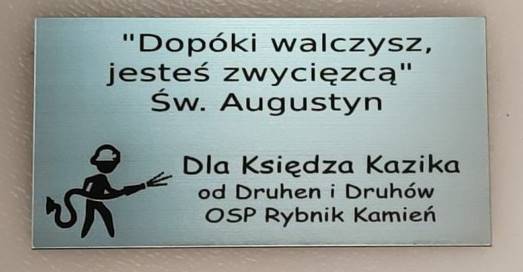 "Dopóki walczysz,
jesteś zwycięzcą"
Św. Augustyn
Dla Księdza Kazika
od Druhen i Druhów
OSP Rybnik Kamień